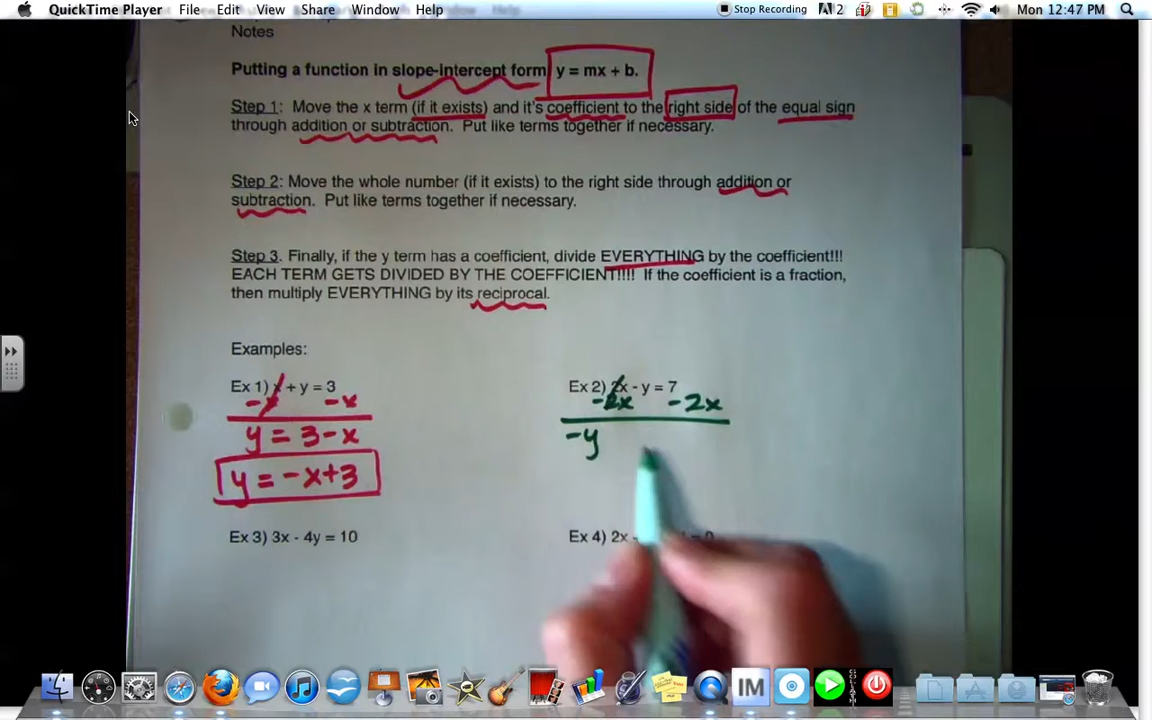 QuickTime Player File Edit View Share Window Help
Stop Recording 2 Mon 12:47 PM
Notes
Putting a function in slope-intercept form y = mx + b.
Step 1: Move the x term (if it exists) and it's coefficient to the right side of the equal sign
through addition or subtraction. Put like terms together if necessary.
Step 2: Move the whole number (if it exists) to the right side through addition or
subtraction. Put like terms together if necessary.
Step 3. Finally, if the y term has a coefficient, divide EVERYTHING by the coefficient!!!
EACH TERM GETS DIVIDED BY THE COEFFICIENT!!!! If the coefficient is a fraction,
then multiply EVERYTHING by its reciprocal.
Examples:
Ex 1) x + y = 3
-x -x
y = 3 - x
y = -x+3
Ex 2) 2x - y = 7
-2x -2x
-y
Ex 3) 3x - 4y = 10
Ex 4) 2x -
IM